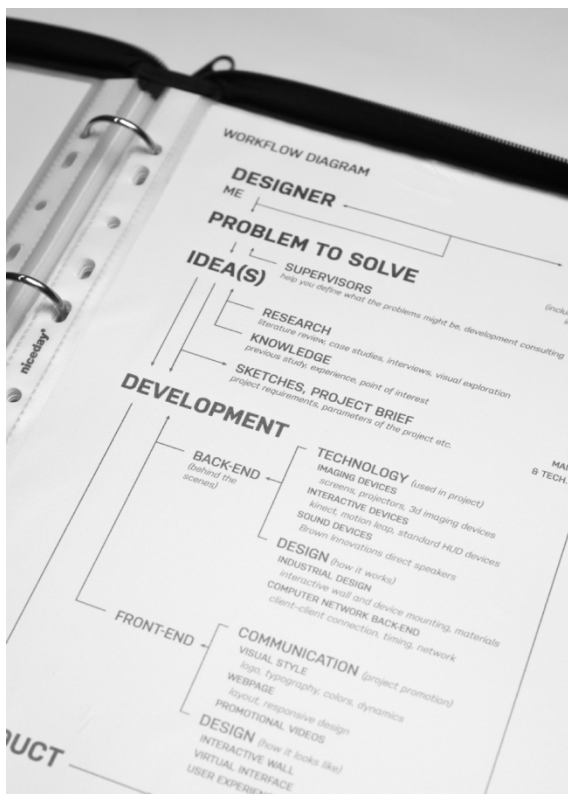 WORKFLOW DIAGRAM
DESIGNER
ME
PROBLEM TO SOLVE
IDEA(S)
SUPERVISORS
help you define what the problems might be, development consulting
RESEARCH
literature review, case studies, interviews, visual exploration
KNOWLEDGE
previous study, experience, point of interest
SKETCHES, PROJECT BRIEF
project requirements, parameters of the project etc.
DEVELOPMENT
BACK-END
(behind the
scenes)
TECHNOLOGY (used in project)
IMAGING DEVICES
screens, projectors, 3d imaging devices
INTERACTIVE DEVICES
kinect, motion leap, standard HUD devices
SOUND DEVICES
Brown Innovations direct speakers
DESIGN (how it works)
INDUSTRIAL DESIGN
interactive wall and device mounting, materials
COMPUTER NETWORK BACK-END
client-client connection, timing, network
FRONT-END
COMMUNICATION (project promotion)
VISUAL STYLE
logo, typography, colors, dynamics
WEBPAGE
layout, responsive design
PROMOTIONAL VIDEOS
DESIGN (how it looks like)
INTERACTIVE WALL
VIRTUAL INTERFACE
USER EXPERIEN
UCT
& TECH.
niceday